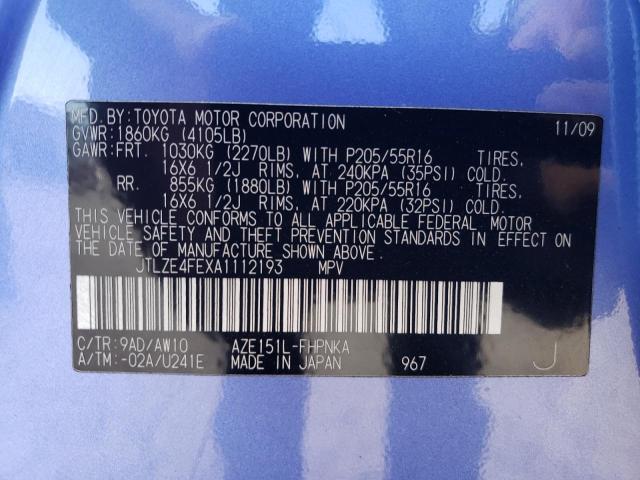 MFD.BY:TOYOTA MOTOR CORPORATION 11/09
GVWR:1860KG (4105LB)
GAWR:FRT. 1030KG (2270LB) WITH P205/55R16 TIRES,
16X6 1/2J RIMS, AT 240KPA (35PSI) COLD.
RR. 855KG (1880LB) WITH P205/55R16 TIRES,
16X6 1/2J RIMS, AT 220KPA (32PSI) COLD.
THIS VEHICLE CONFORMS TO ALL APPLICABLE FEDERAL MOTOR
VEHICLE SAFETY AND THEFT PREVENTION STANDARDS IN EFFECT ON
THE DATE OF MANUFACTURE SHOWN ABOVE.
JTLZE4FEXA1112193 MPV
C/TR:9AD/AW10 AZE151L-FHPNKA
A/TM:-02A/U241E MADE IN JAPAN 967 J